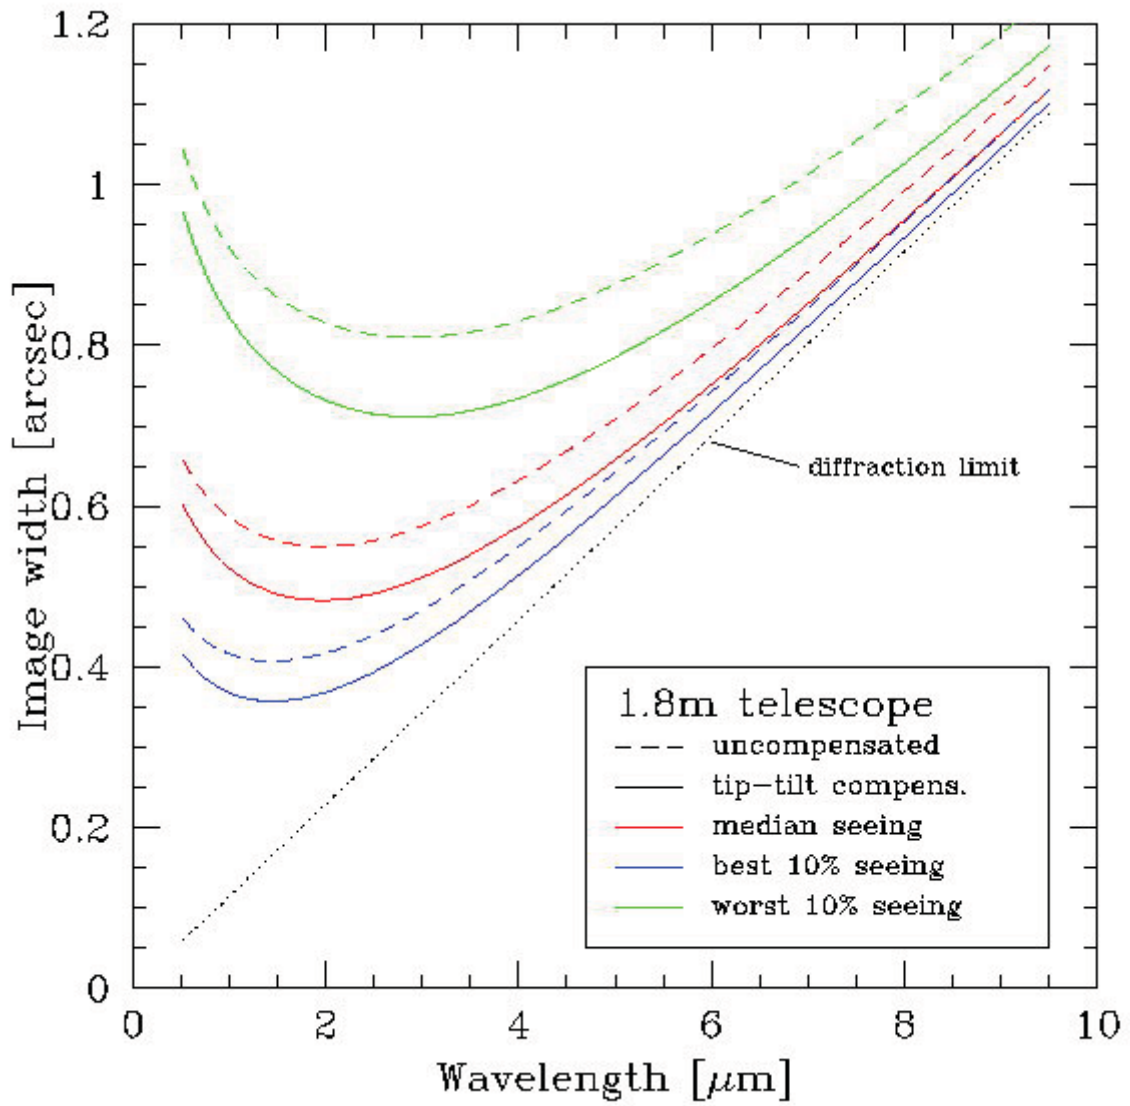 1.2
1
0.8
0.6
0.4
0.2
0
Image width [arcsec]
diffraction limit
1.8m telescope
uncompensated
tip-tilt compens.
median seeing
best 10% seeing
worst 10% seeing
0 2 4 6 8 10
Wavelength [μm]